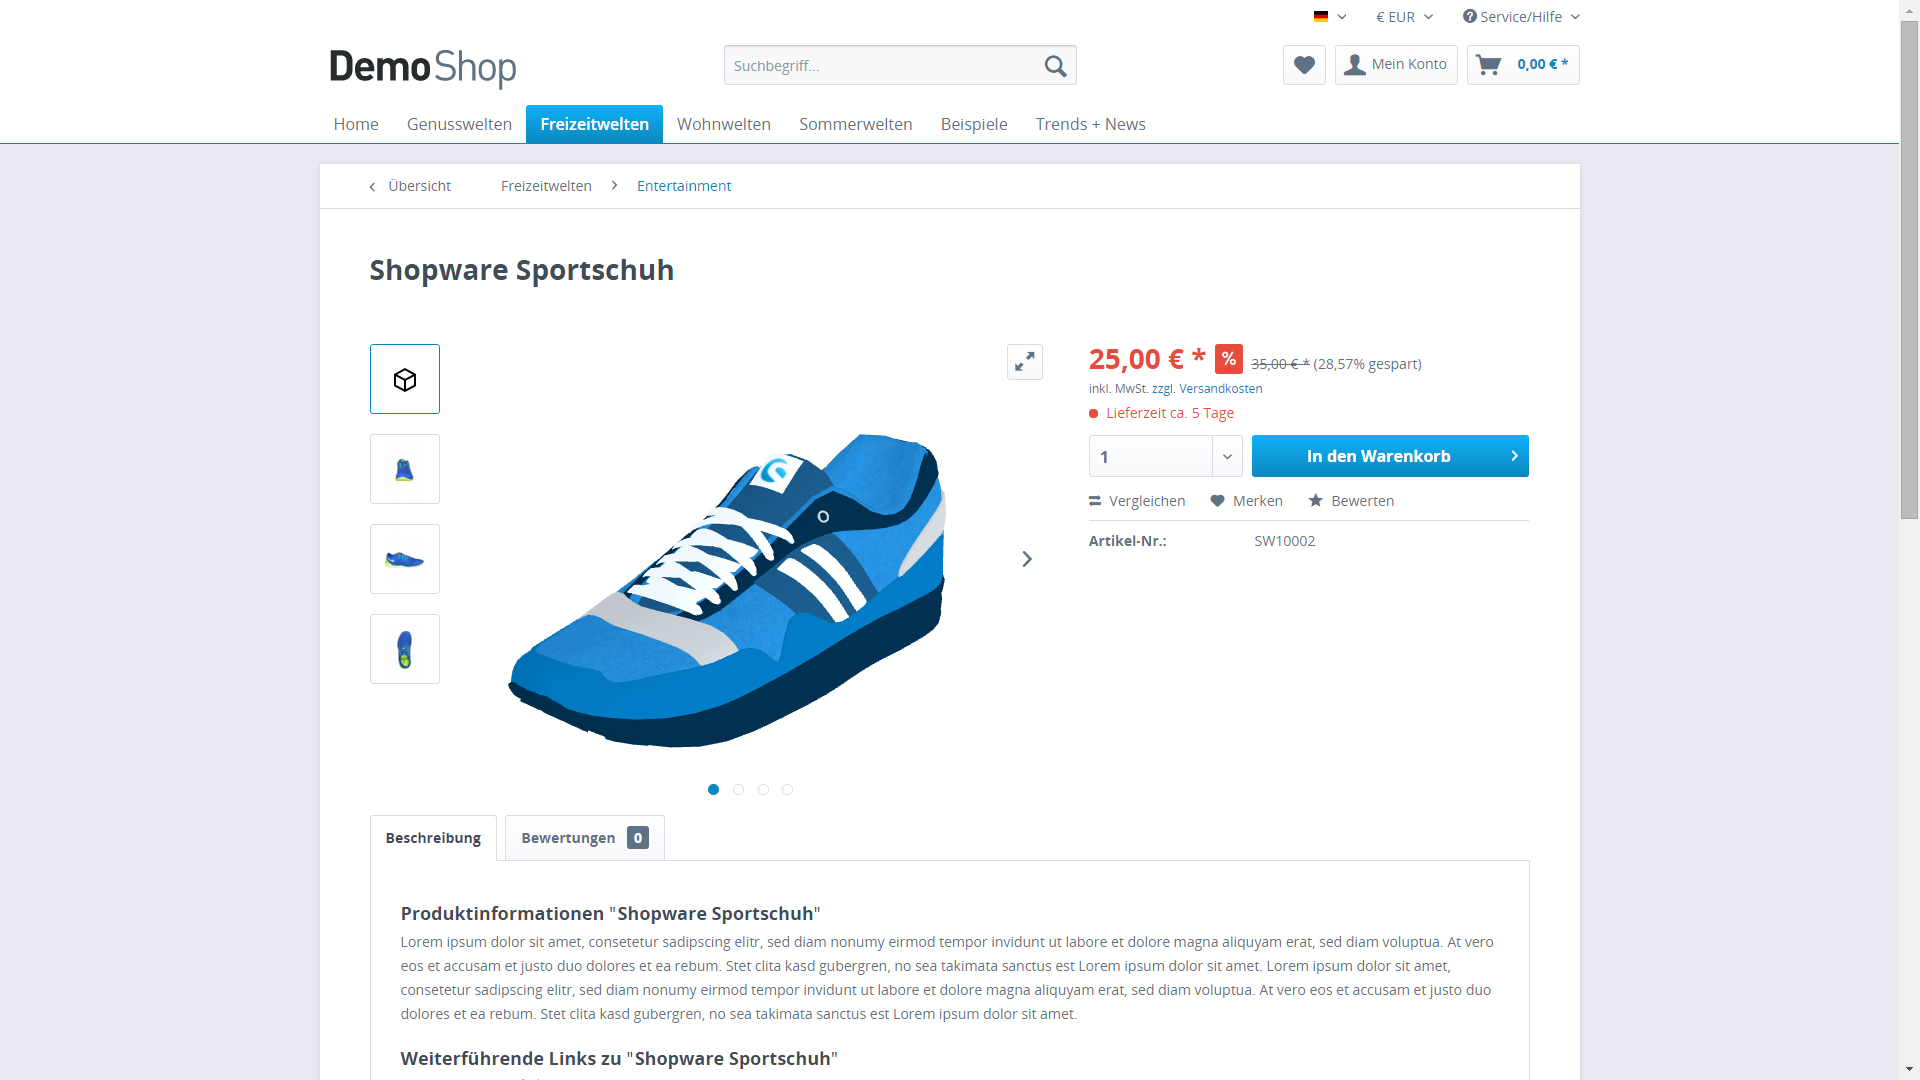 € EUR
Service/Hilfe
DemoShop
Suchbegriff...
Mein Konto
0,00 € *
Home
Genusswelten
Freizeitwelten
Wohnwelten
Sommerwelten
Beispiele
Trends + News
Übersicht
Freizeitwelten
Entertainment
Shopware Sportschuh
25,00 € * % 35,00 € * (28,57% gespart)
inkl. MwSt. zzgl. Versandkosten
Lieferzeit ca. 5 Tage
1
In den Warenkorb
Vergleichen
Merken
Bewerten
Artikel-Nr.: SW10002
Beschreibung
Bewertungen 0
Produktinformationen "Shopware Sportschuh"
Lorem ipsum dolor sit amet, consetetur sadipscing elitr, sed diam nonumy eirmod tempor invidunt ut labore et dolore magna aliquyam erat, sed diam voluptua. At vero
eos et accusam et justo duo dolores et ea rebum. Stet clita kasd gubergren, no sea takimata sanctus est Lorem ipsum dolor sit amet. Lorem ipsum dolor sit amet,
consetetur sadipscing elitr, sed diam nonumy eirmod tempor invidunt ut labore et dolore magna aliquyam erat, sed diam voluptua. At vero eos et accusam et justo duo
dolores et ea rebum. Stet clita kasd gubergren, no sea takimata sanctus est Lorem ipsum dolor sit amet.
Weiterführende Links zu "Shopware Sportschuh"